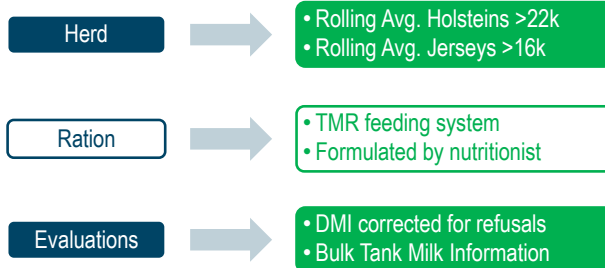 Herd
• Rolling Avg. Holsteins >22k
• Rolling Avg. Jerseys >16k
Ration
• TMR feeding system
• Formulated by nutritionist
Evaluations
• DMI corrected for refusals
• Bulk Tank Milk Information